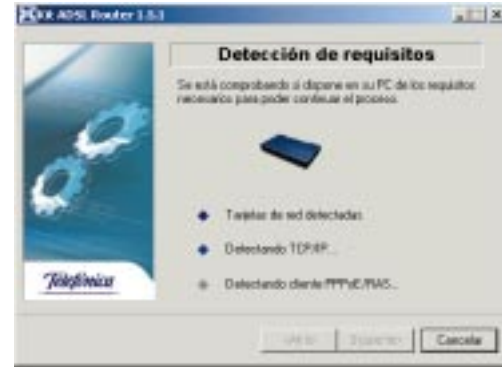 Kit ADSL Router 1.5.1
Detección de requisitos
Se está comprobando si dispone en su PC de los requisitos
necesarios para poder continuar el proceso.
Tarjetas de red detectadas.
Detectando TCP/IP...
Detectando cliente PPPoE/RAS...
Telefónica
Cancelar